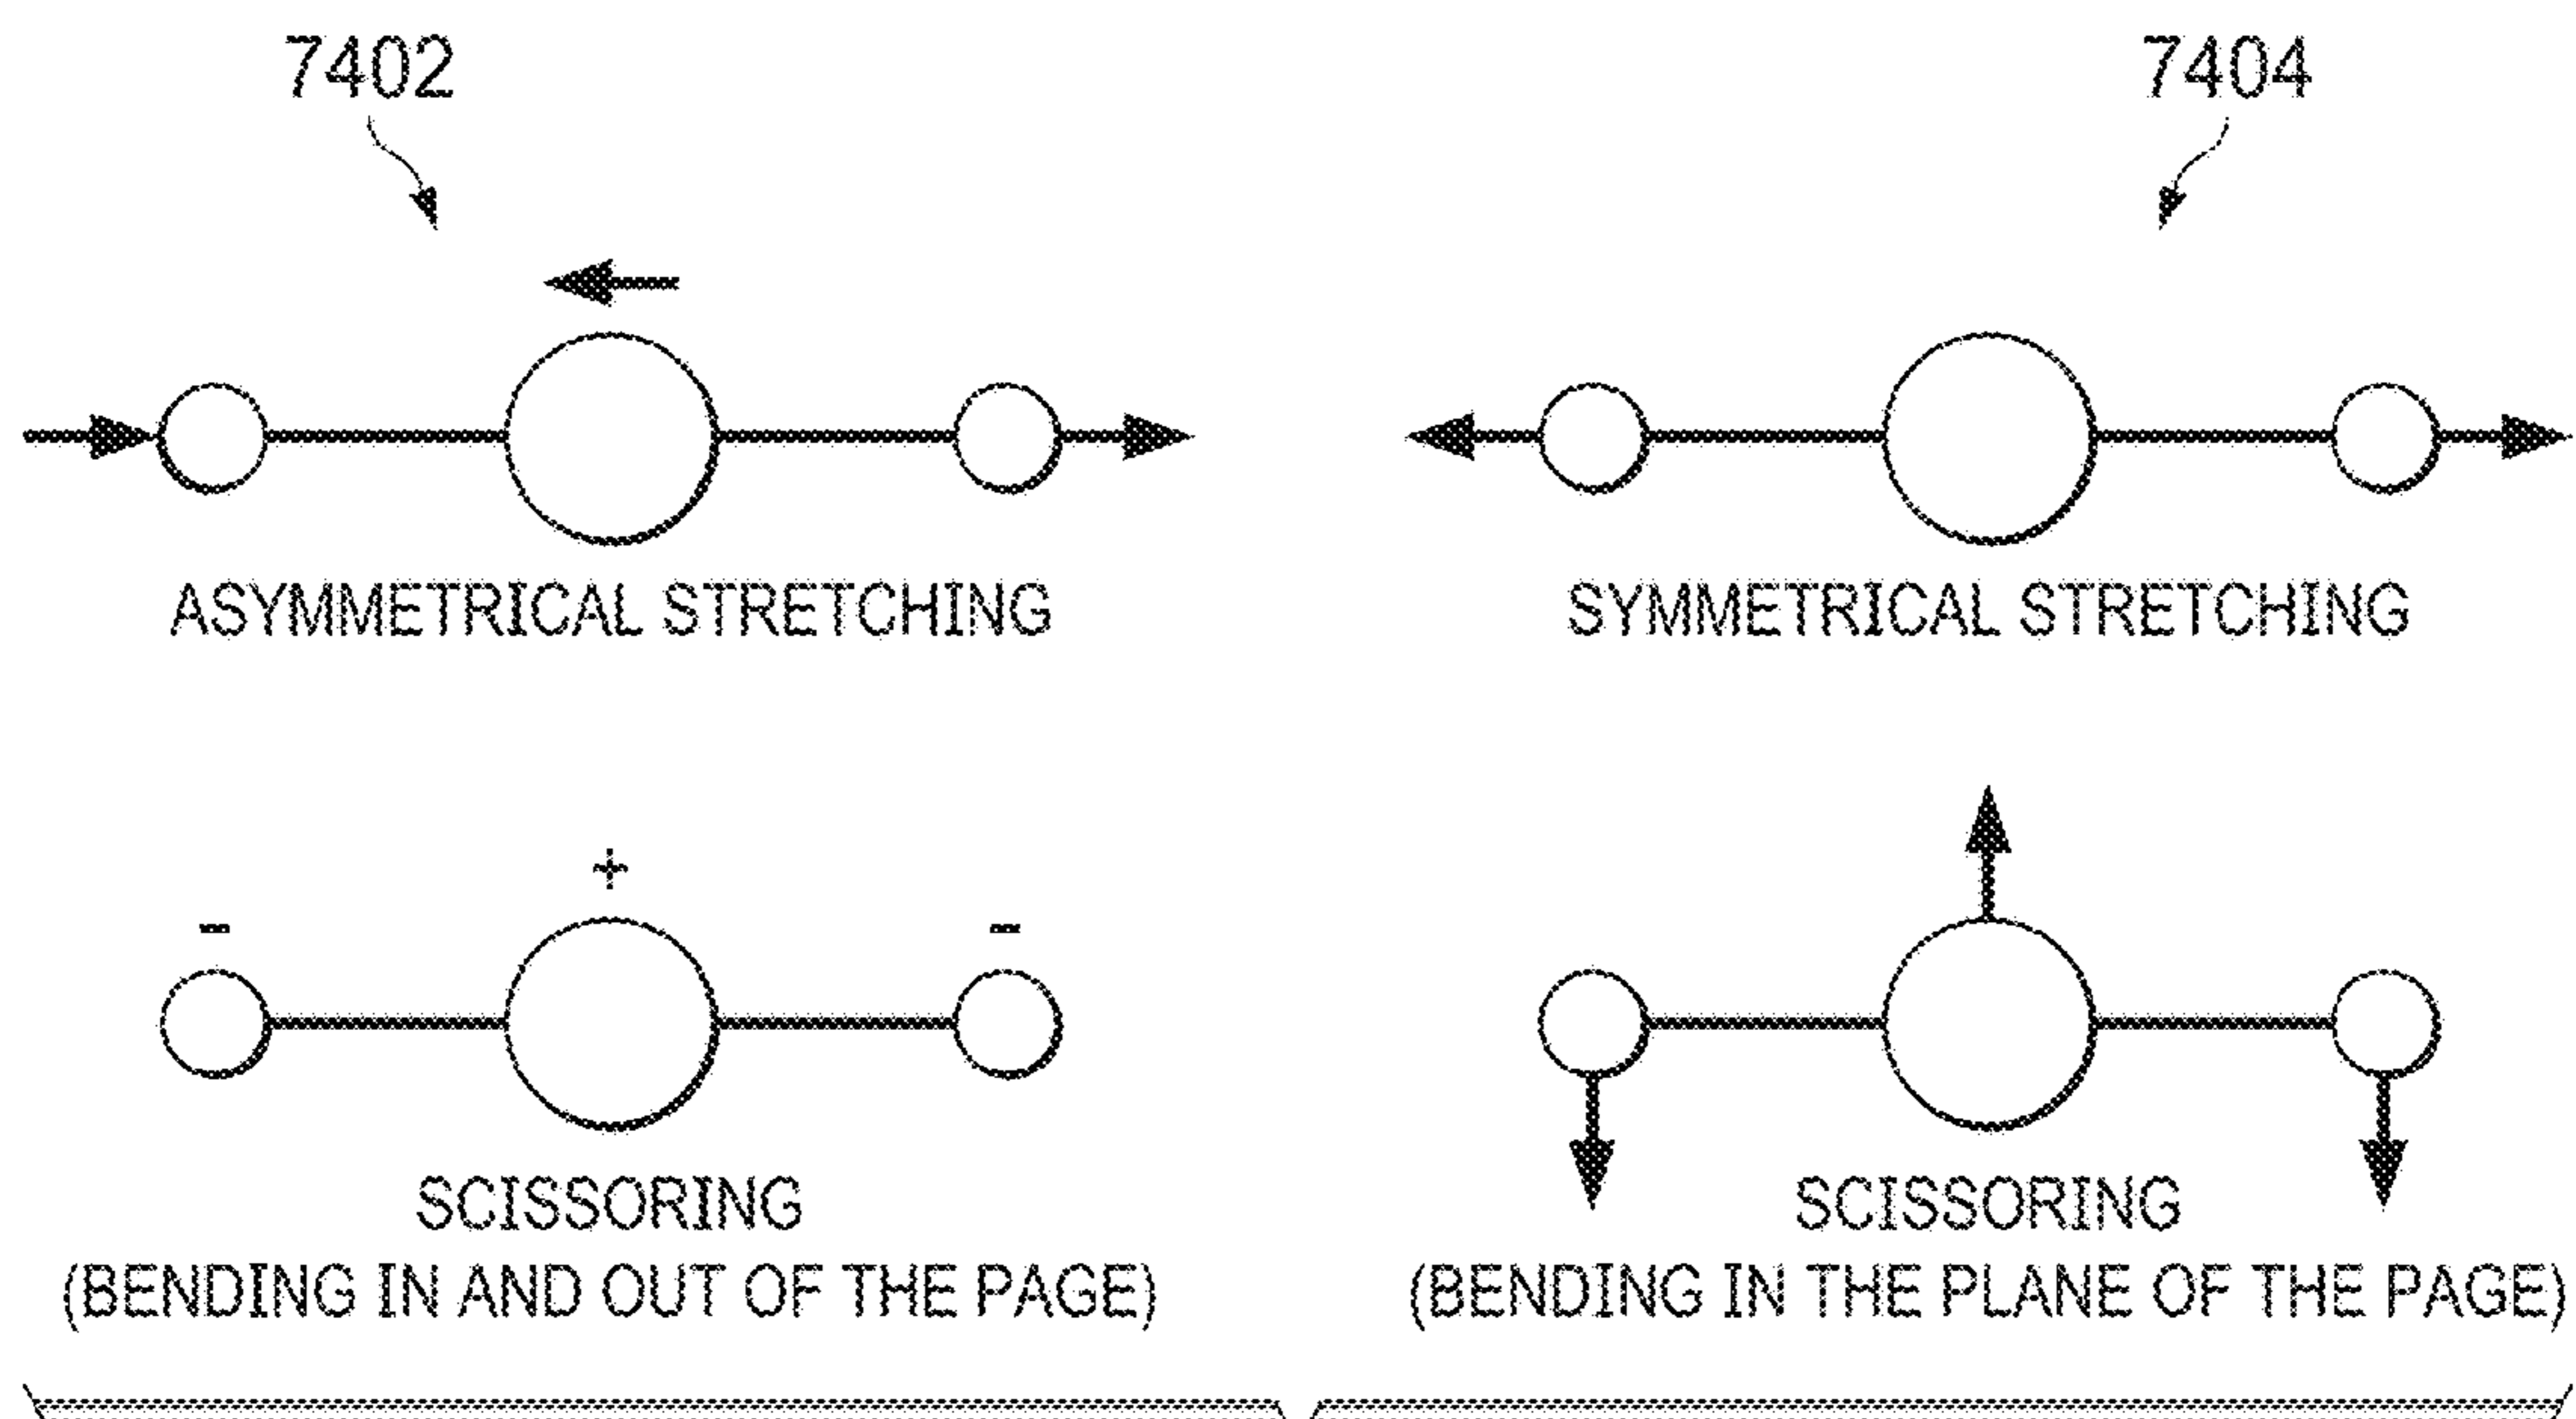 7402
7404
ASYMMETRICAL STRETCHING
SYMMETRICAL STRETCHING
+
- -
SCISSORING
(BENDING IN AND OUT OF THE PAGE)
SCISSORING
(BENDING IN THE PLANE OF THE PAGE)